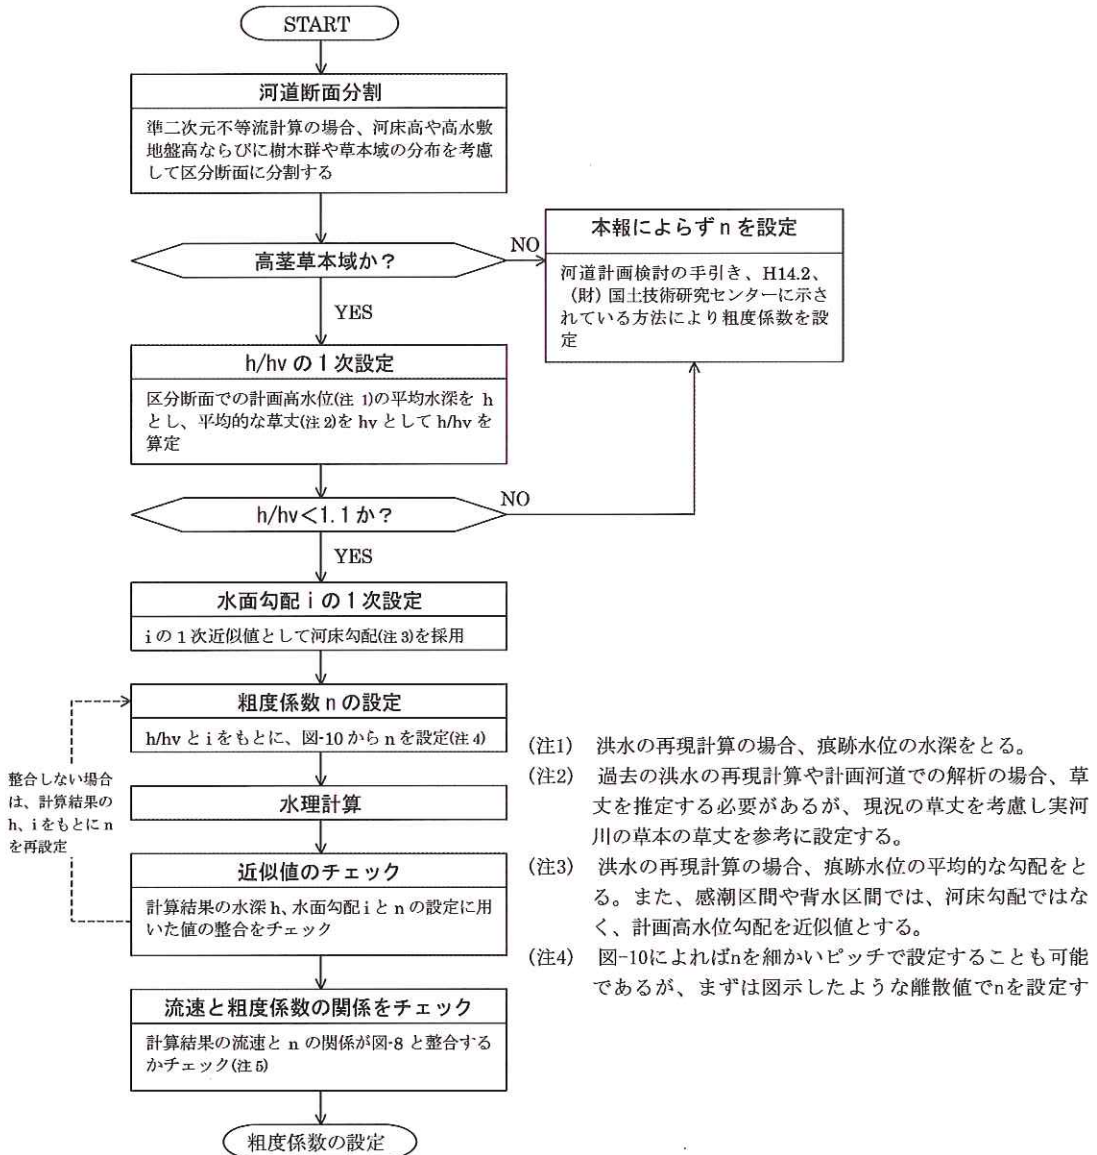 START
河道断面分割
準二次元不等流計算の場合、河床高や高水敷
地盤高ならびに樹木群や草本域の分布を考慮
して区分断面に分割する
高茎草本域か？
NO
YES
本報によらず n を設定
河道計画検討の手引き、H14.2、
（財）国土技術研究センターに示さ
れている方法により粗度係数を設
定
h/hv の 1 次設定
区分断面での計画高水位(注 1)の平均水深を h
とし、平均的な草丈(注 2)を hv として h/hv を
算定
h/hv＜1.1 か？
NO
YES
水面勾配 i の 1 次設定
i の 1 次近似値として河床勾配(注 3)を採用
粗度係数 n の設定
h/hv と i をもとに、図-10 から n を設定(注 4)
整合しない場合
は、計算結果の
h、i をもとに n
を再設定
水理計算
近似値のチェック
計算結果の水深 h、水面勾配 i と n の設定に用
いた値の整合をチェック
流速と粗度係数の関係をチェック
計算結果の流速と n の関係が図-8 と整合する
かチェック(注 5)
粗度係数の設定
(注1) 洪水の再現計算の場合、痕跡水位の水深をとる。
(注2) 過去の洪水の再現計算や計画河道での解析の場合、草
丈を推定する必要があるが、現況の草丈を考慮し実河
川の草本の草丈を参考に設定する。
(注3) 洪水の再現計算の場合、痕跡水位の平均的な勾配をと
る。また、感潮区間や背水区間では、河床勾配ではな
く、計画高水位勾配を近似値とする。
(注4) 図-10によればnを細かいピッチで設定することも可能
であるが、まずは図示したような離散値でnを設定す